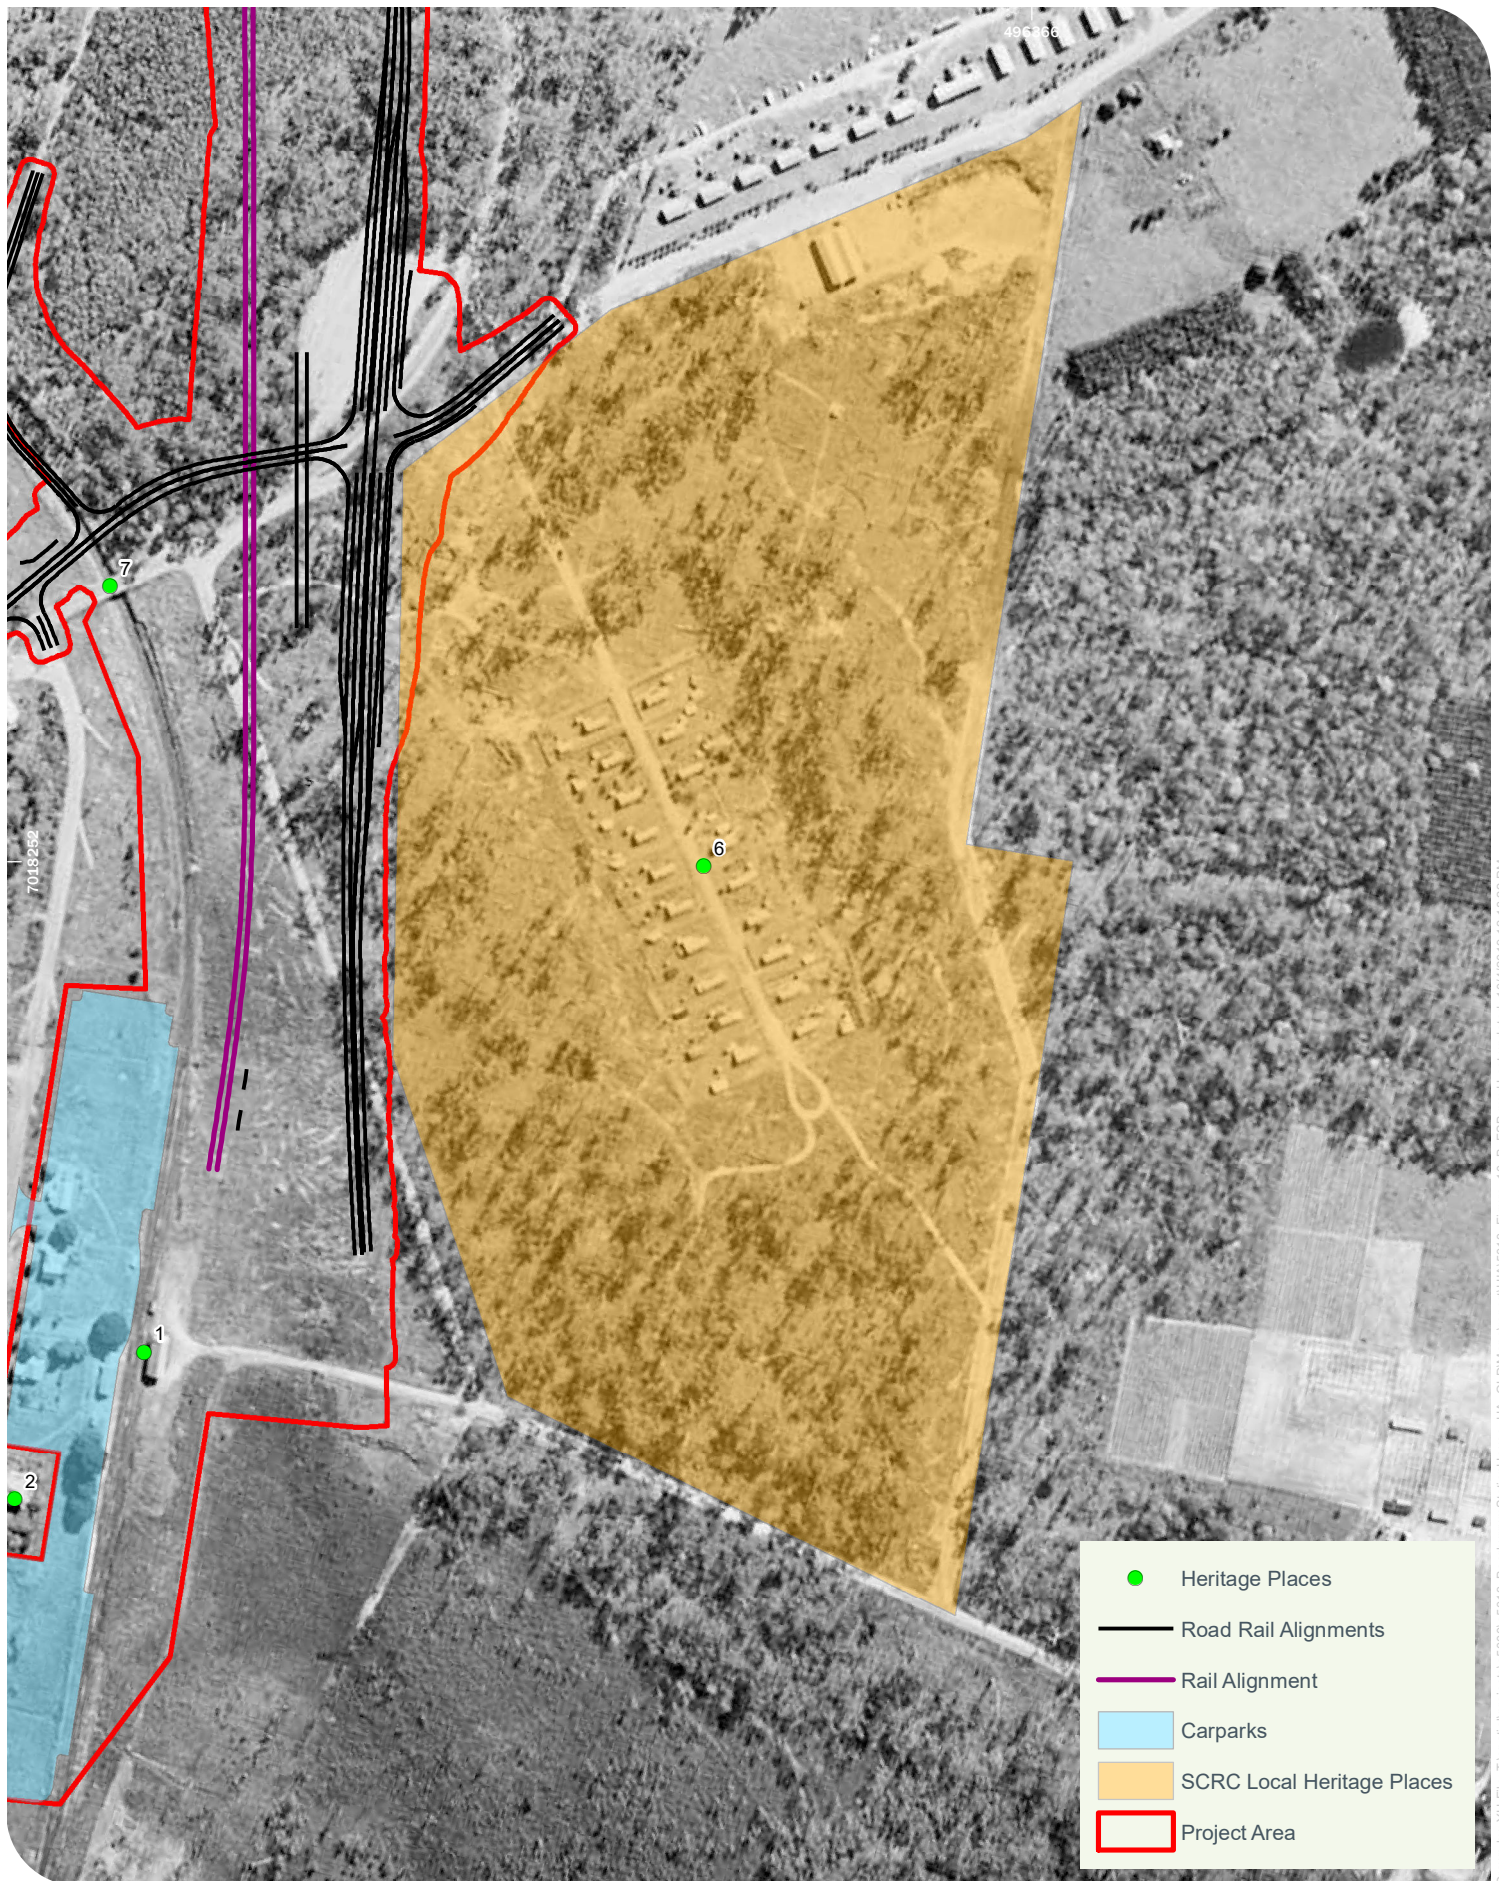 496366
7
7018252
6
1
2
Heritage Places
Road Rail Alignments
Rail Alignment
Carparks
SCRC Local Heritage Places
Project Area